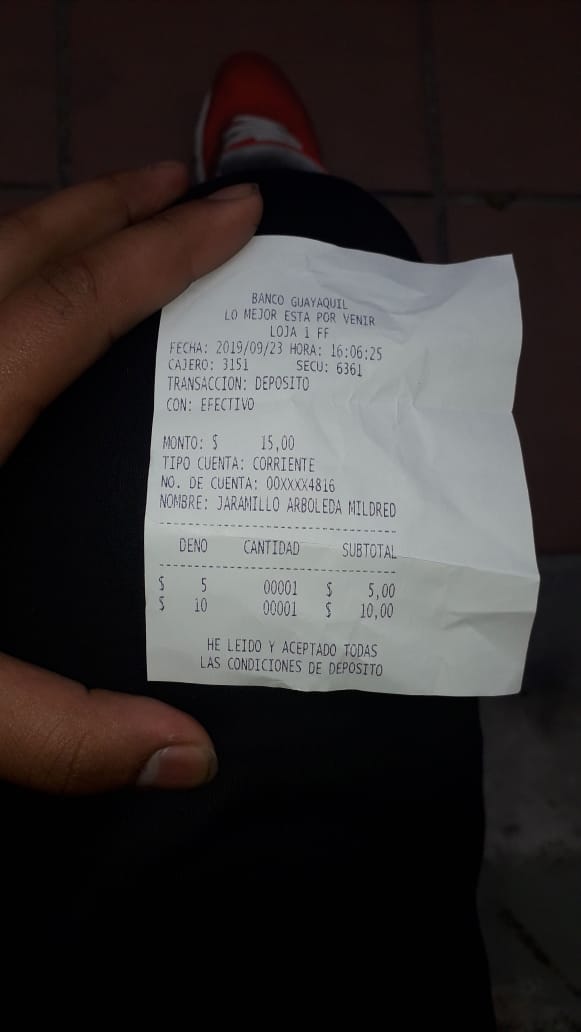 BANCO GUAYAQUIL
LO MEJOR ESTA POR VENIR
LOJA 1 FF
FECHA: 2019/09/23 HORA: 16:06:25
CAJERO: 3151 SECU: 6361
TRANSACCION: DEPOSITO
CON: EFECTIVO
MONTO: $ 15,00
TIPO CUENTA: CORRIENTE
NO. DE CUENTA: 00XXXX4816
NOMBRE: JARAMILLO ARBOLEDA MILDRED
--------------------------------
DENO CANTIDAD SUBTOTAL
--------------------------------
$ 5 00001 $ 5,00
$ 10 00001 $ 10,00
HE LEIDO Y ACEPTADO TODAS
LAS CONDICIONES DE DEPOSITO